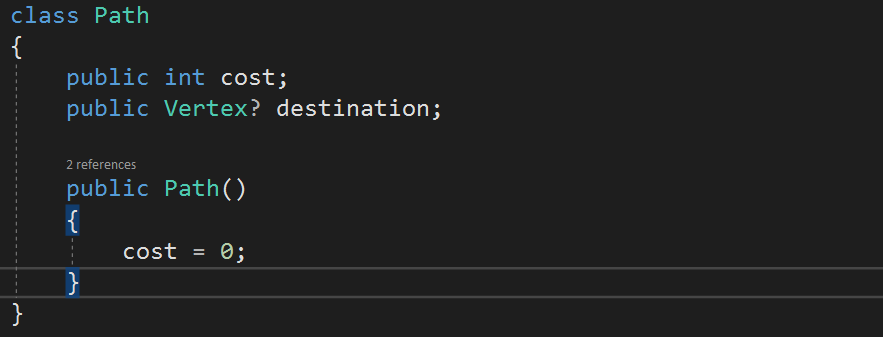 class Path
{
public int cost;
public Vertex? destination;
2 references
public Path()
{
cost = 0;
}
}